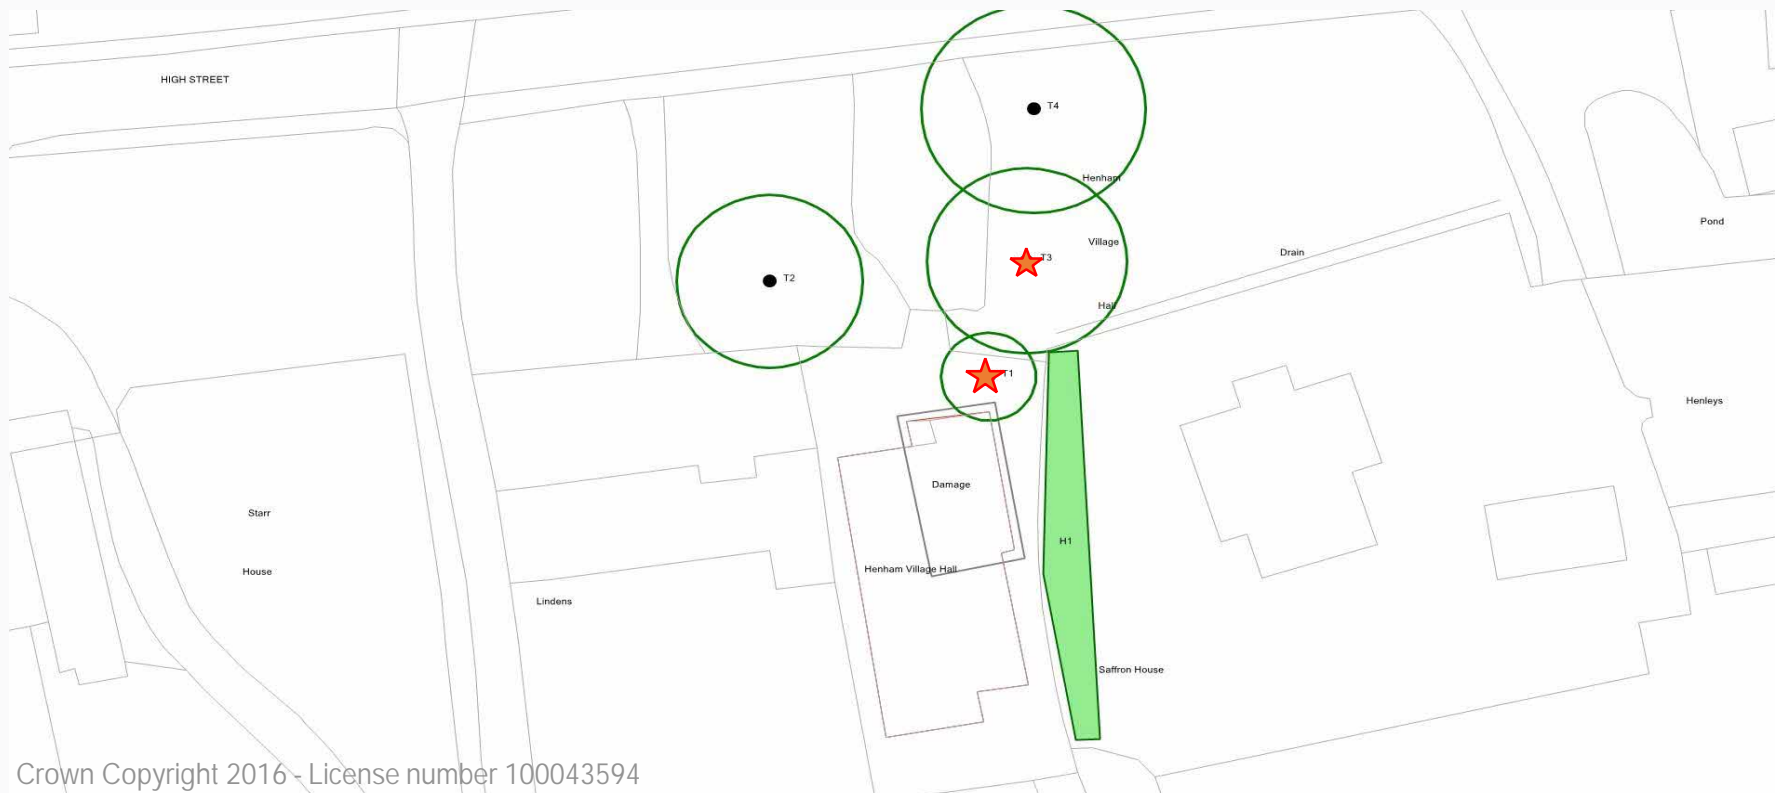 HIGH STREET
T4
Henham
Village
Hall
T3
T2
Drain
Pond
T1
Henleys
Damage
Starr
House
H1
Henham Village Hall
Lindens
Saffron House
Crown Copyright 2016 - License number 100043594